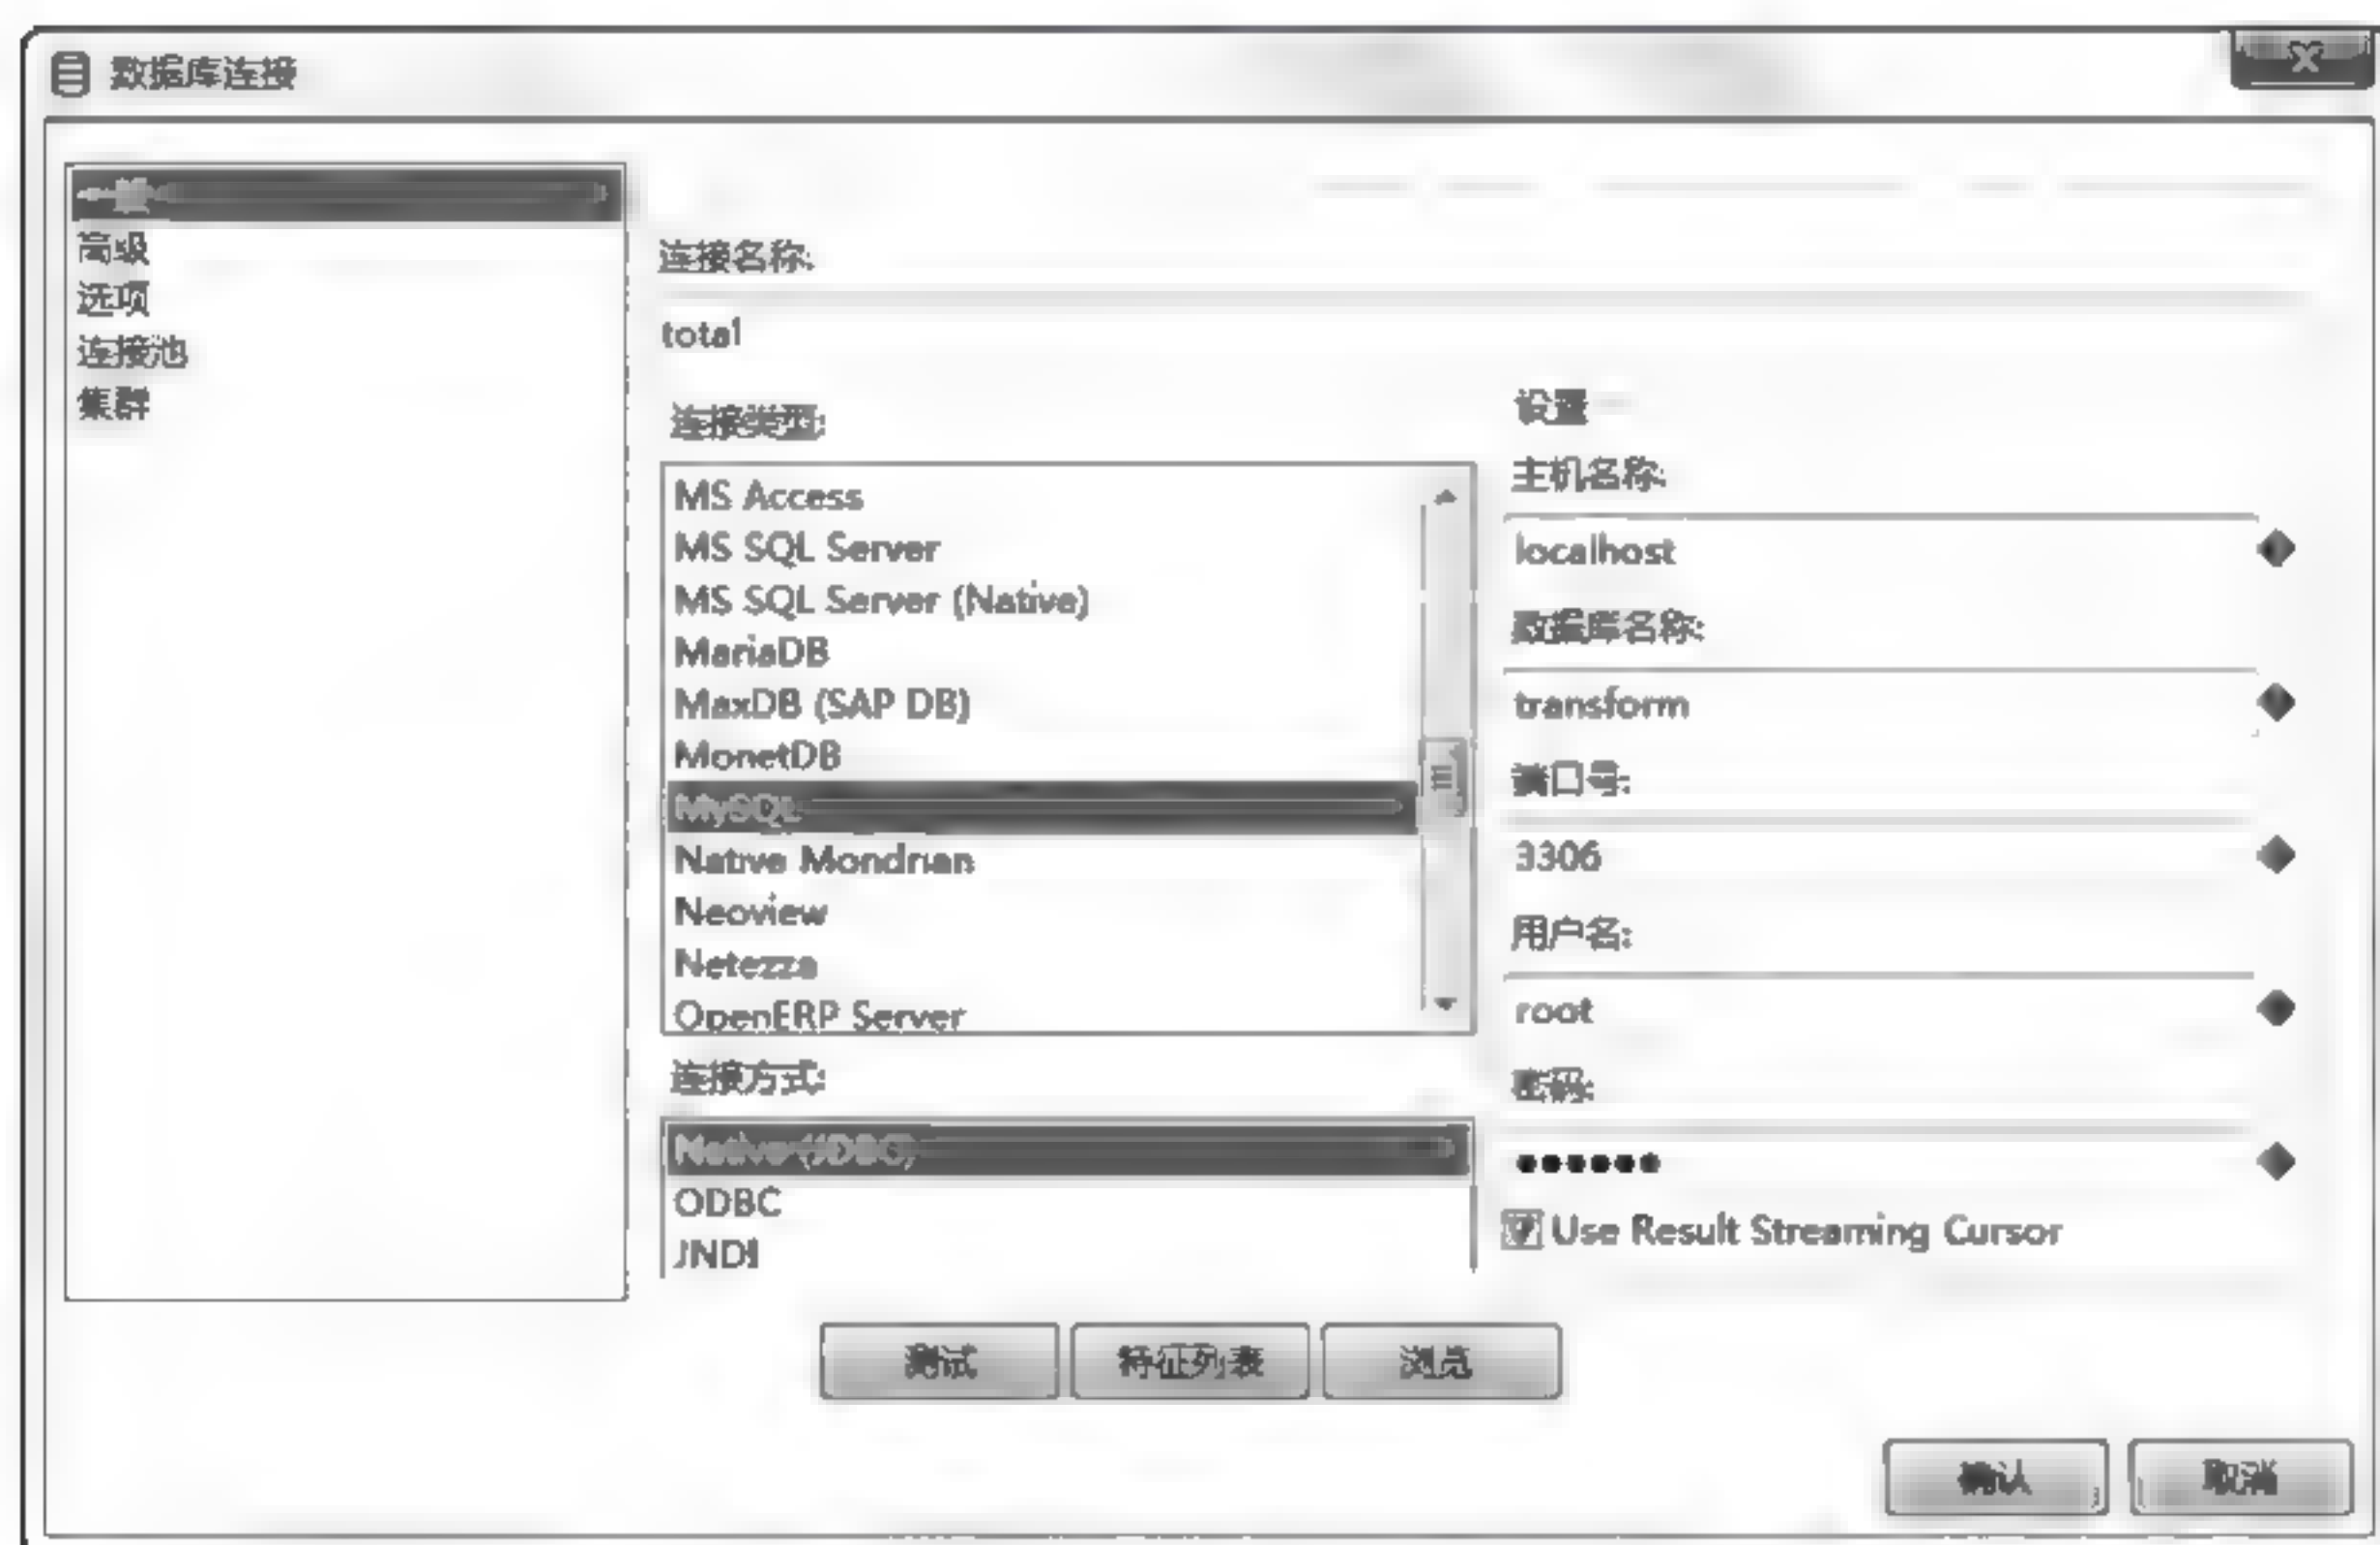 数据库连接
一般
高级
选项
连接池
集群
连接名称:
total
连接类型:
MS Access
MS SQL Server
MS SQL Server (Native)
MariaDB
MaxDB (SAP DB)
MonetDB
MySQL
Native Mondrian
Neoview
Netezza
OpenERP Server
连接方式:
Native (JDBC)
ODBC
JNDI
设置
主机名称:
localhost
数据库名称:
transform
端口号:
3306
用户名:
root
密码:
●●●●●●
Use Result Streaming Cursor
测试 特征列表 浏览
确认 取消